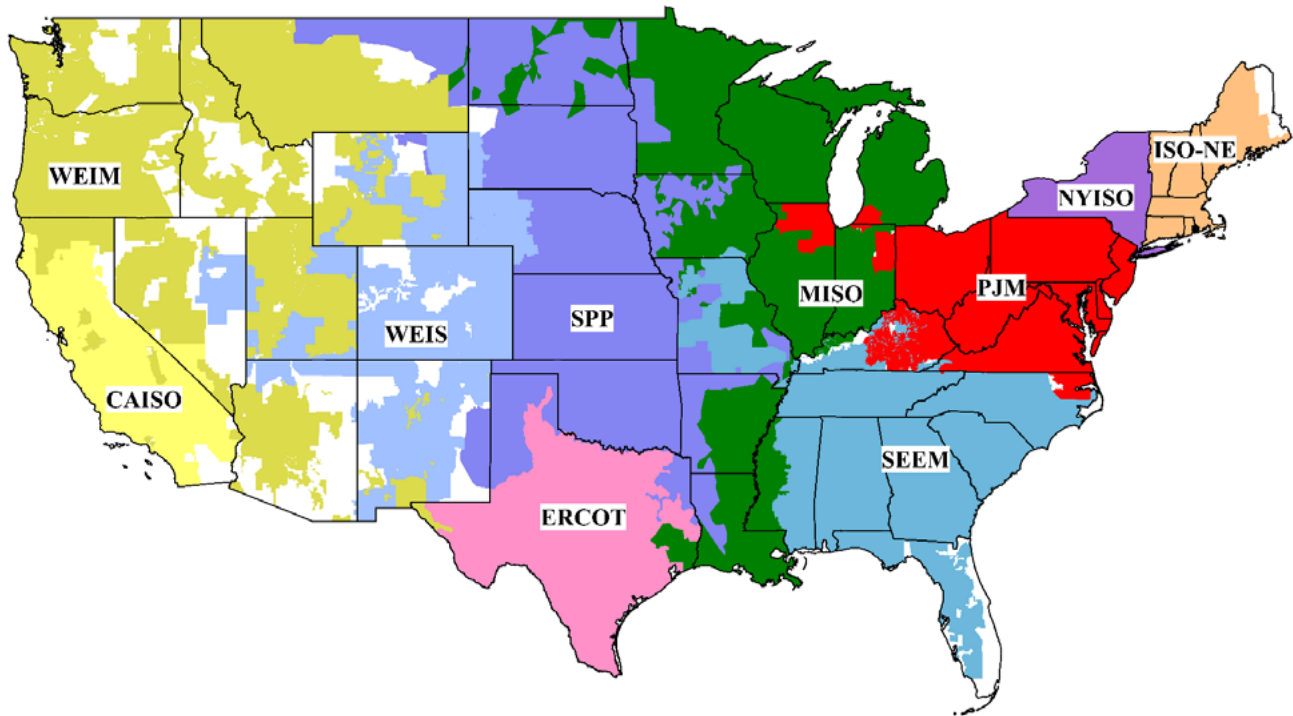 ISO-NE
WEIM
NYISO
PJM
MISO
SPP
WEIS
CAISO
SEEM
ERCOT